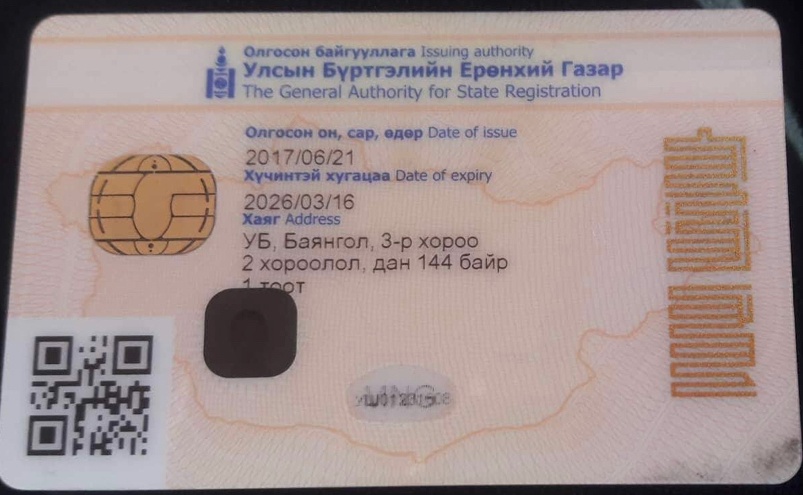 Олгосон байгууллага Issuing authority
Улсын Бүртгэлийн Ерөнхий Газар
The General Authority for State Registration
Олгосон он, сар, өдөр Date of issue
2017/06/21
Хүчинтэй хугацаа Date of expiry
2026/03/16
Хаяг Address
УБ, Баянгол, 3-р хороо
2 хороолол, дан 144 байр
1 тоот
MNG